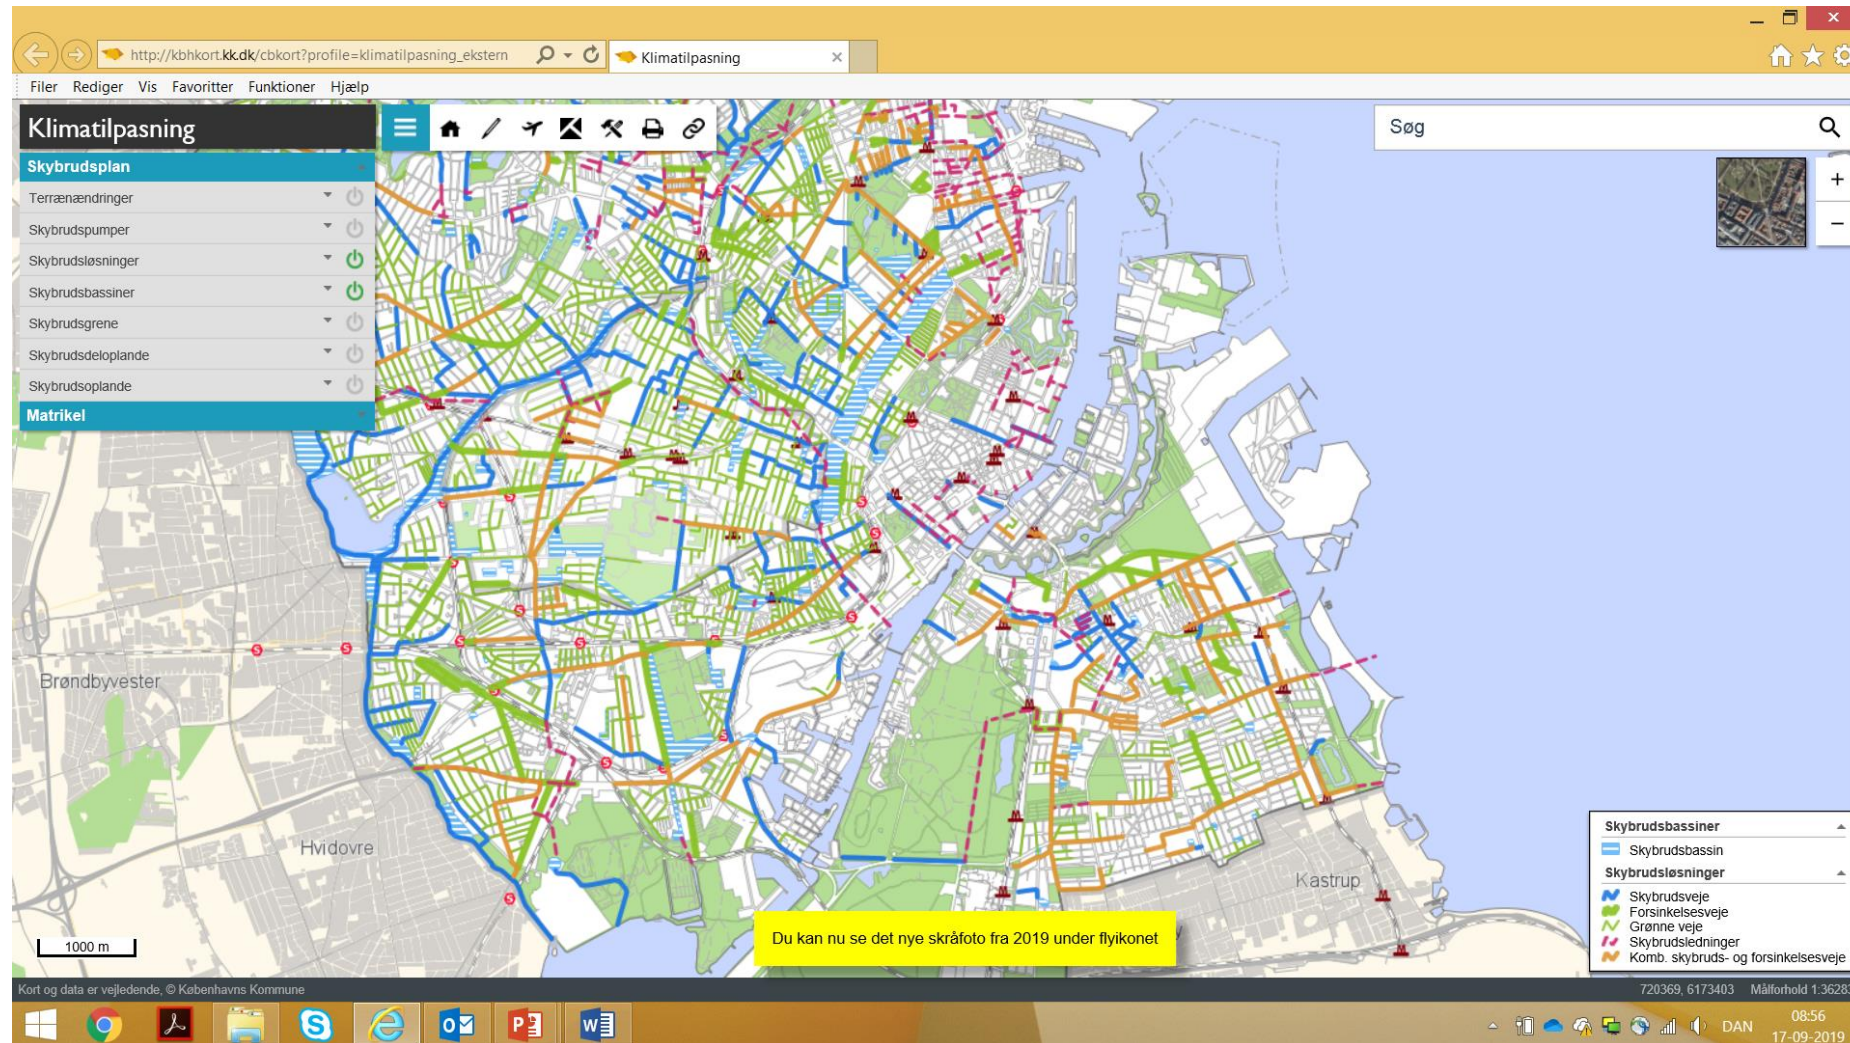 http://kbhkort.kk.dk/cbkort?profile=klimatilpasning_ekstern
Klimatilpasning
Filer Rediger Vis Favoritter Funktioner Hjælp
Klimatilpasning
Søg
Skybrudsplan
Terrænændringer
Skybrudspumper
Skybrudsløsninger
Skybrudsbassiner
Skybrudsgrene
Skybrudsdeloplande
Skybrudsoplande
Matrikel
Brøndbyvester
Hvidovre
Kastrup
Skybrudsbassiner
Skybrudsbassin
Skybrudsløsninger
Skybrudsveje
Forsinkelsesveje
Grønne veje
Skybrudsledninger
Komb. skybruds- og forsinkelsesveje
Du kan nu se det nye skråfoto fra 2019 under flyikonet
1000 m
Kort og data er vejledende, © Københavns Kommune
720369, 6173403 Målforhold 1:36283
DAN
08:56
17-09-2019